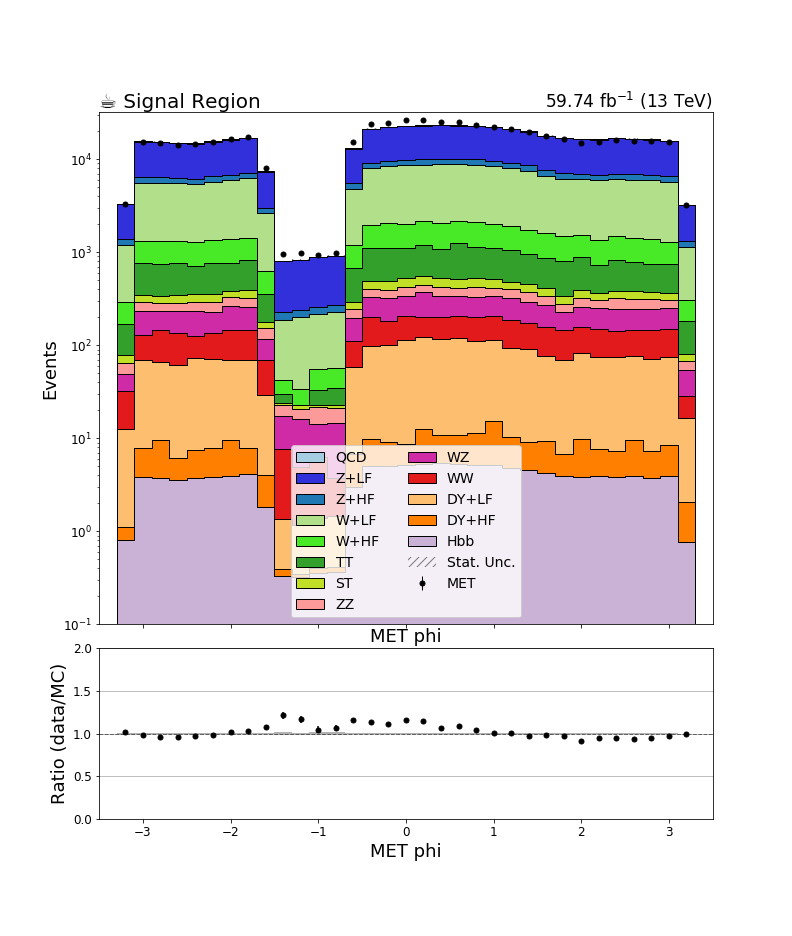 ☕ Signal Region
59.74 fb⁻¹ (13 TeV)
Events
10⁴
10³
10²
10¹
10⁰
10⁻¹
QCD
Z+LF
Z+HF
W+LF
W+HF
TT
ST
ZZ
WZ
WW
DY+LF
DY+HF
Hbb
Stat. Unc.
MET
MET phi
Ratio (data/MC)
2.0
1.5
1.0
0.5
0.0
−3 −2 −1 0 1 2 3
MET phi